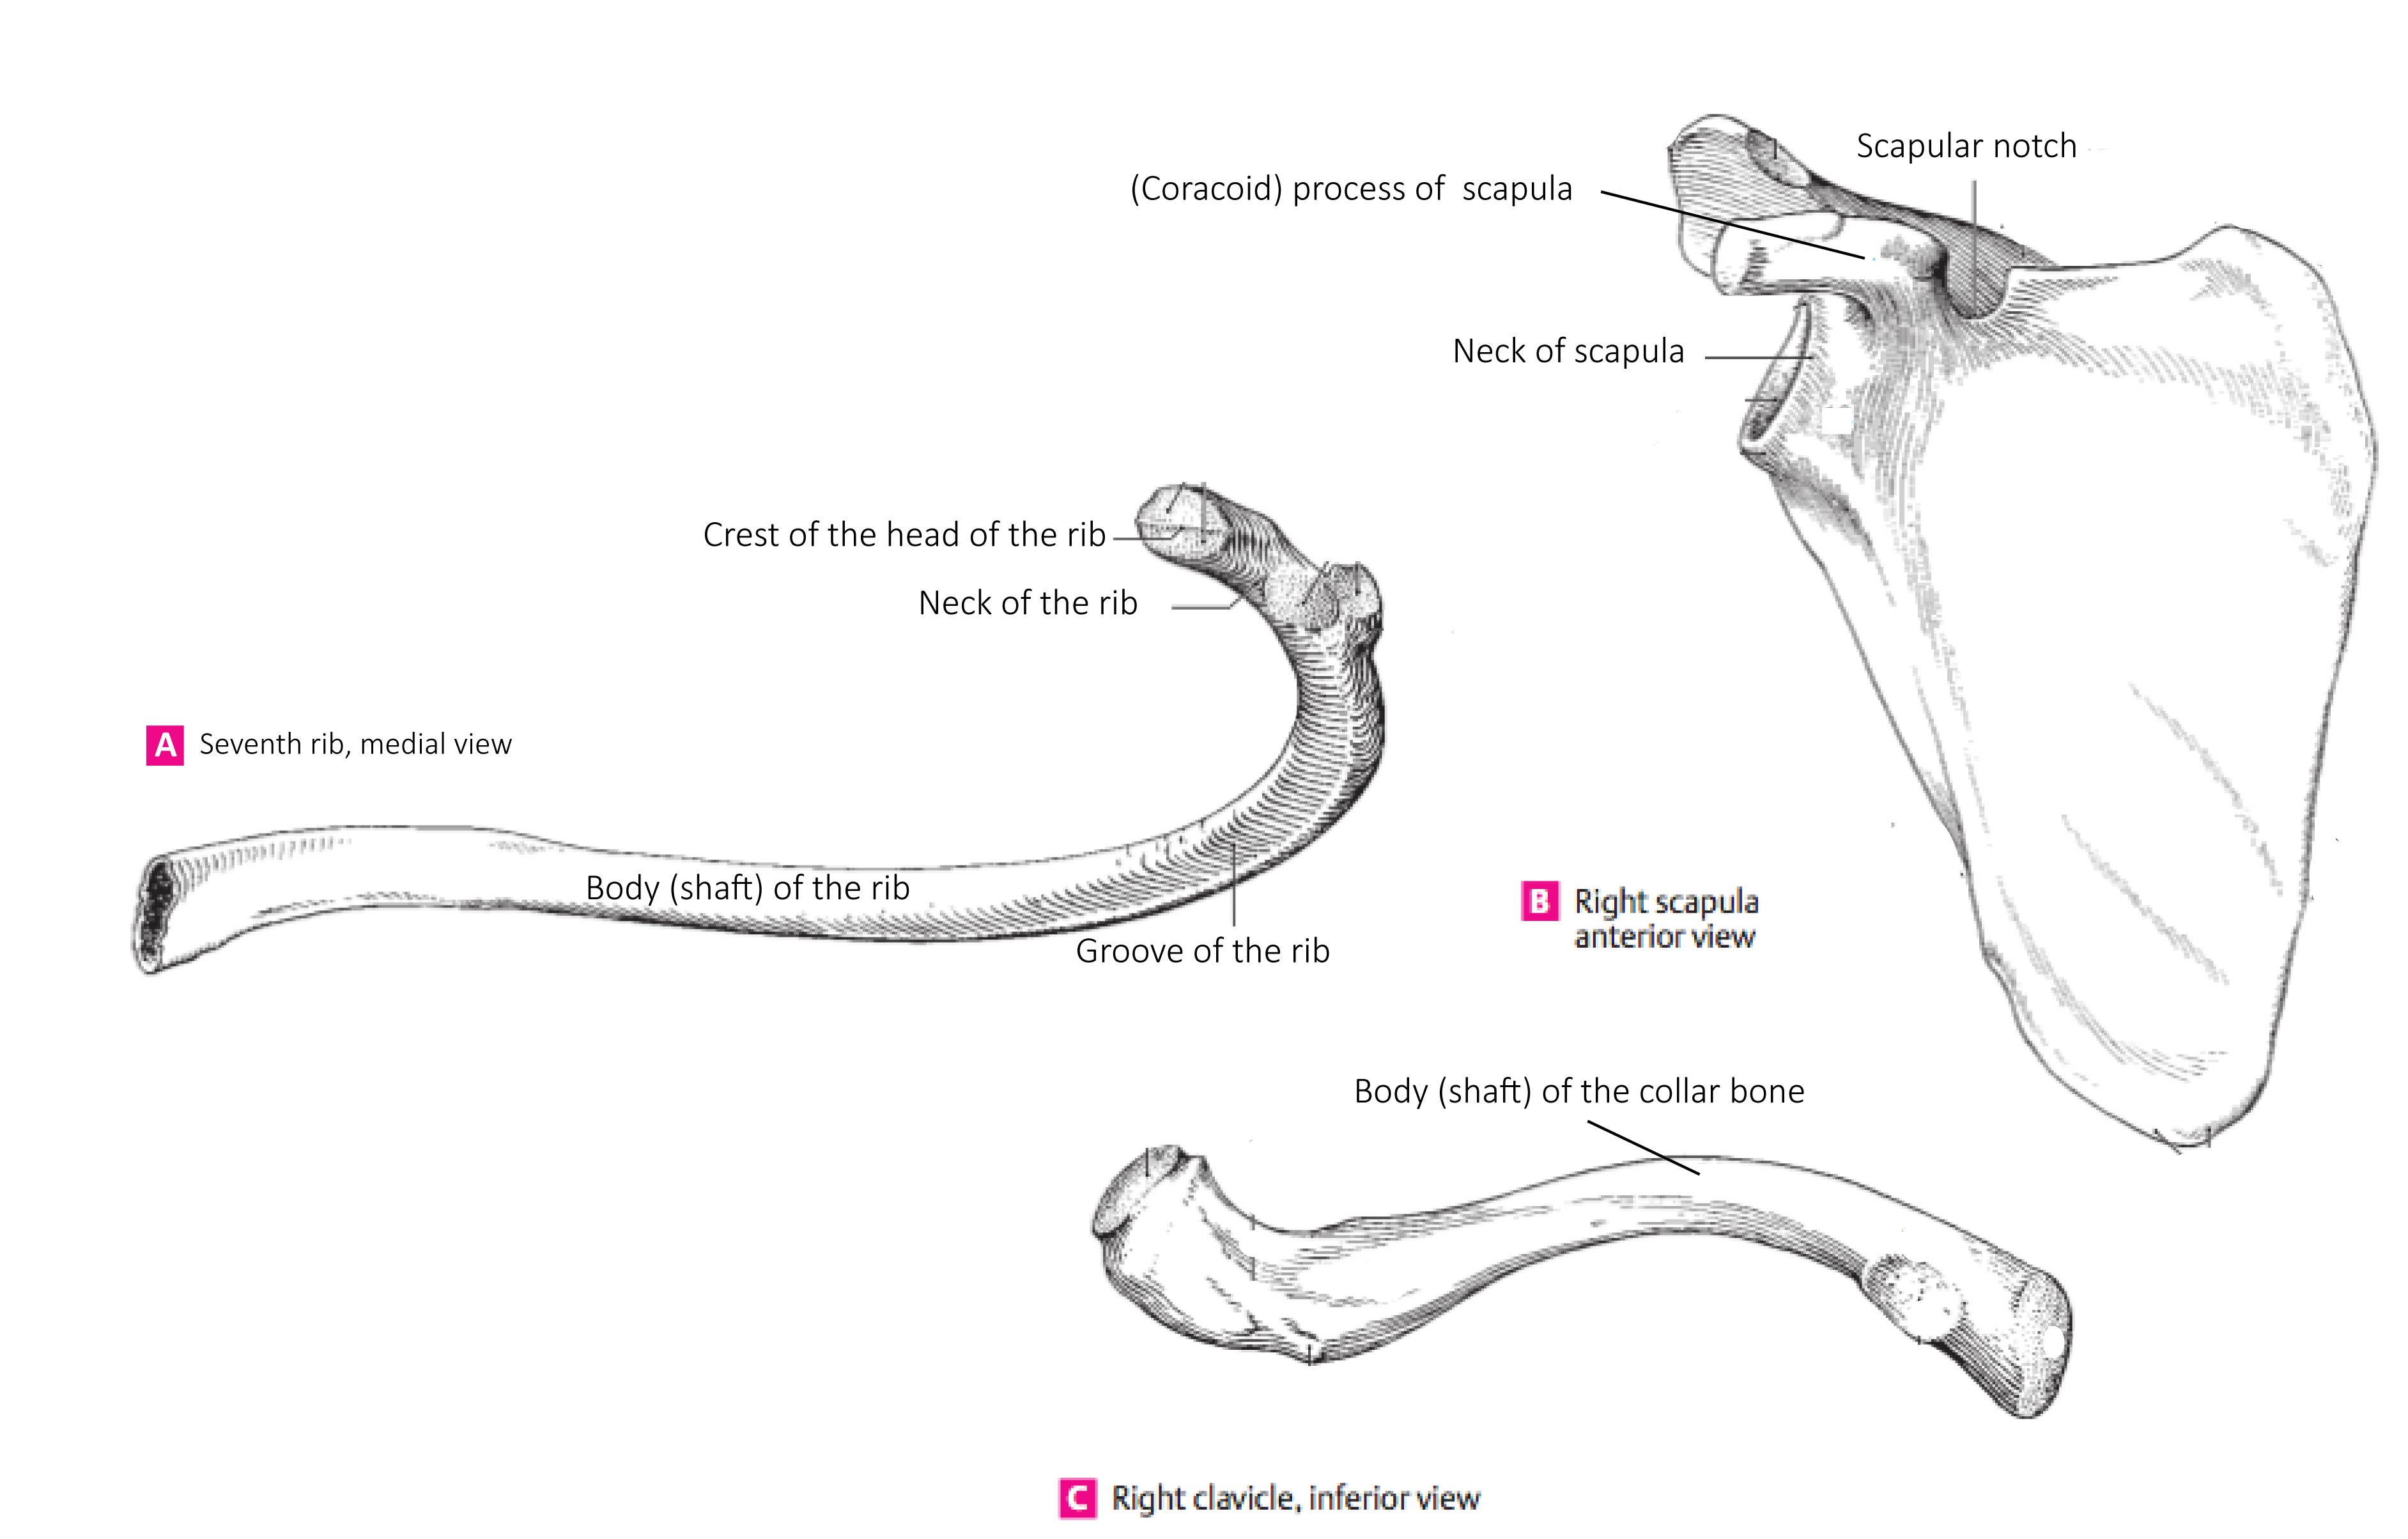 Scapular notch
(Coracoid) process of scapula
Neck of scapula
Crest of the head of the rib
Neck of the rib
A Seventh rib, medial view
Body (shaft) of the rib
Groove of the rib
B Right scapula
anterior view
Body (shaft) of the collar bone
C Right clavicle, inferior view